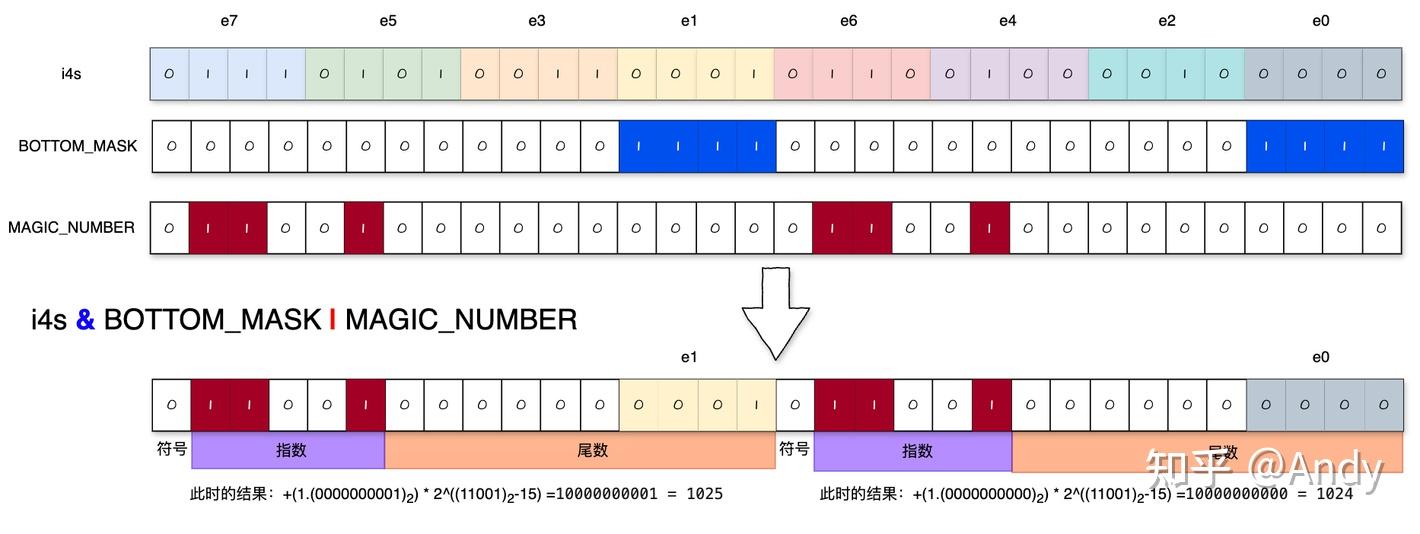 e7 e5 e3 e1 e6 e4 e2 e0
i4s 0 1 1 1 0 1 0 1 0 0 1 1 0 0 0 1 0 1 1 0 0 1 0 0 0 0 1 0 0 0 0 0
BOTTOM_MASK 0 0 0 0 0 0 0 0 0 0 0 0 1 1 1 1 0 0 0 0 0 0 0 0 0 0 0 0 1 1 1 1
MAGIC_NUMBER 0 1 1 0 0 1 0 0 0 0 0 0 0 0 0 0 0 1 1 0 0 1 0 0 0 0 0 0 0 0 0 0
i4s & BOTTOM_MASK | MAGIC_NUMBER
e1 e0
0 1 1 0 0 1 0 0 0 0 0 0 0 0 0 1 0 1 1 0 0 1 0 0 0 0 0 0 0 0 0 0
符号 指数 尾数 符号 指数 尾数
知乎 @Andy
此时的结果：+(1.(0000000001)₂) * 2^((11001)₂-15) =10000000001 = 1025 此时的结果：+(1.(0000000000)₂) * 2^((11001)₂-15) =10000000000 = 1024